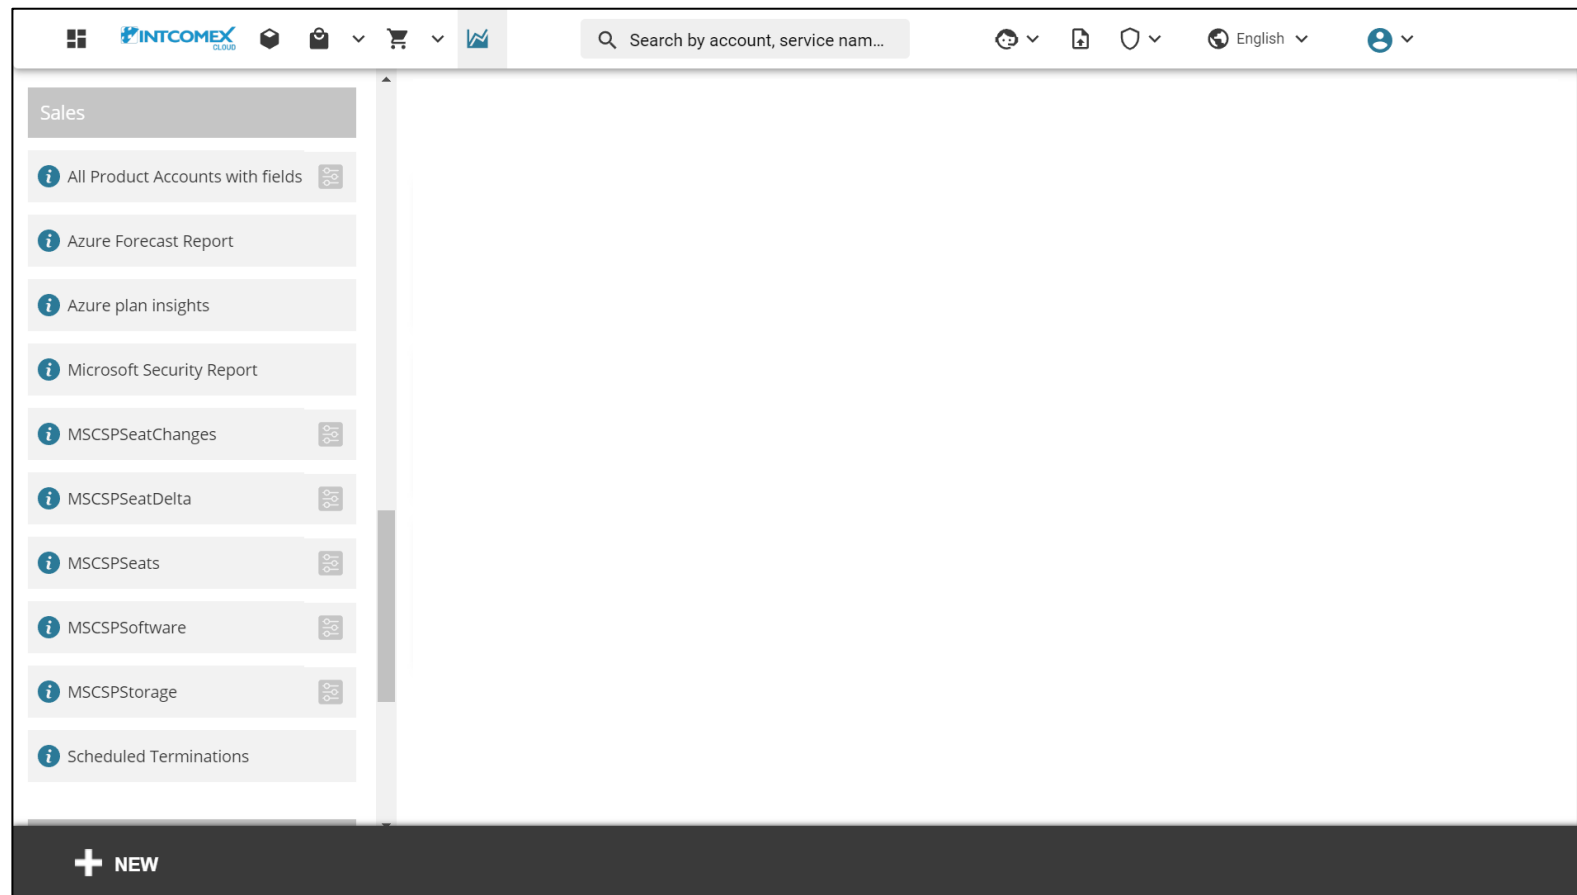 INTCOMEX
CLOUD
Search by account, service nam...
English
Sales
All Product Accounts with fields
Azure Forecast Report
Azure plan insights
Microsoft Security Report
MSCSPSeatChanges
MSCSPSeatDelta
MSCSPSeats
MSCSPSoftware
MSCSPStorage
Scheduled Terminations
NEW